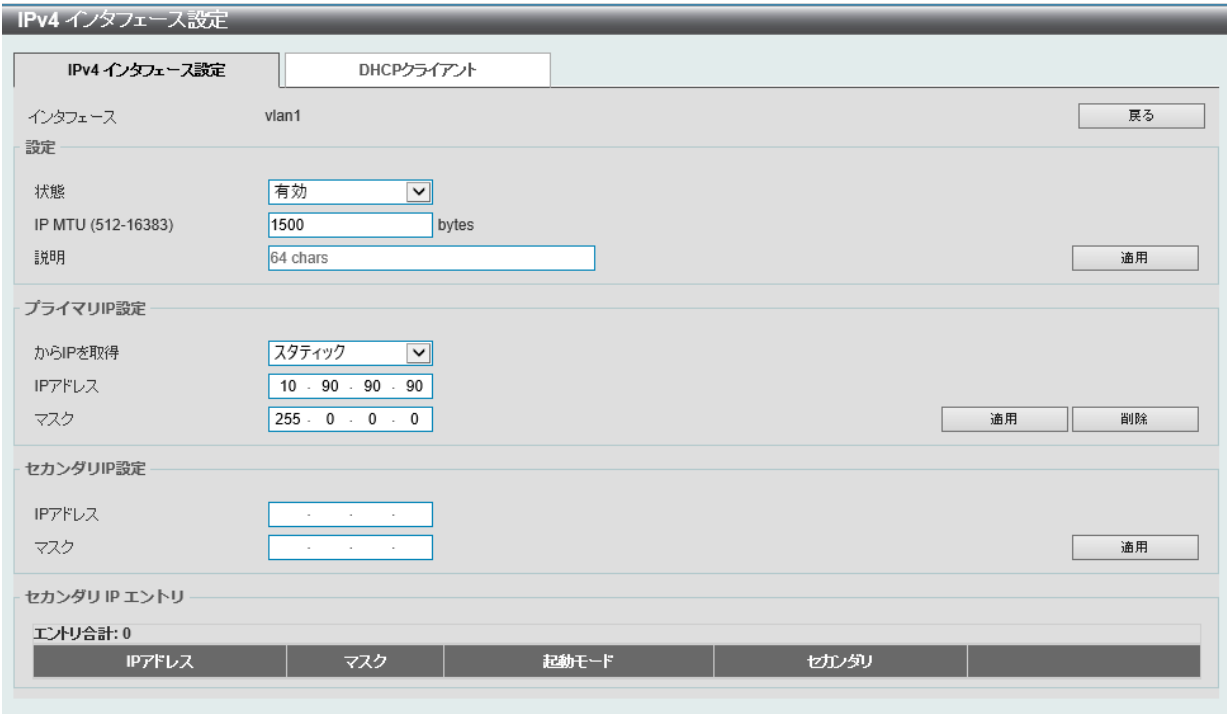 IPv4 インタフェース設定
IPv4 インタフェース設定 DHCPクライアント
インタフェース vlan1 戻る
設定
状態 有効
IP MTU (512-16383) 1500 bytes
説明 64 chars 適用
プライマリIP設定
からIPを取得 スタティック
IPアドレス 10 . 90 . 90 . 90
マスク 255 . 0 . 0 . 0 適用 削除
セカンダリIP設定
IPアドレス . . .
マスク . . . 適用
セカンダリ IP エントリ
エントリ合計: 0
IPアドレス マスク 起動モード セカンダリ